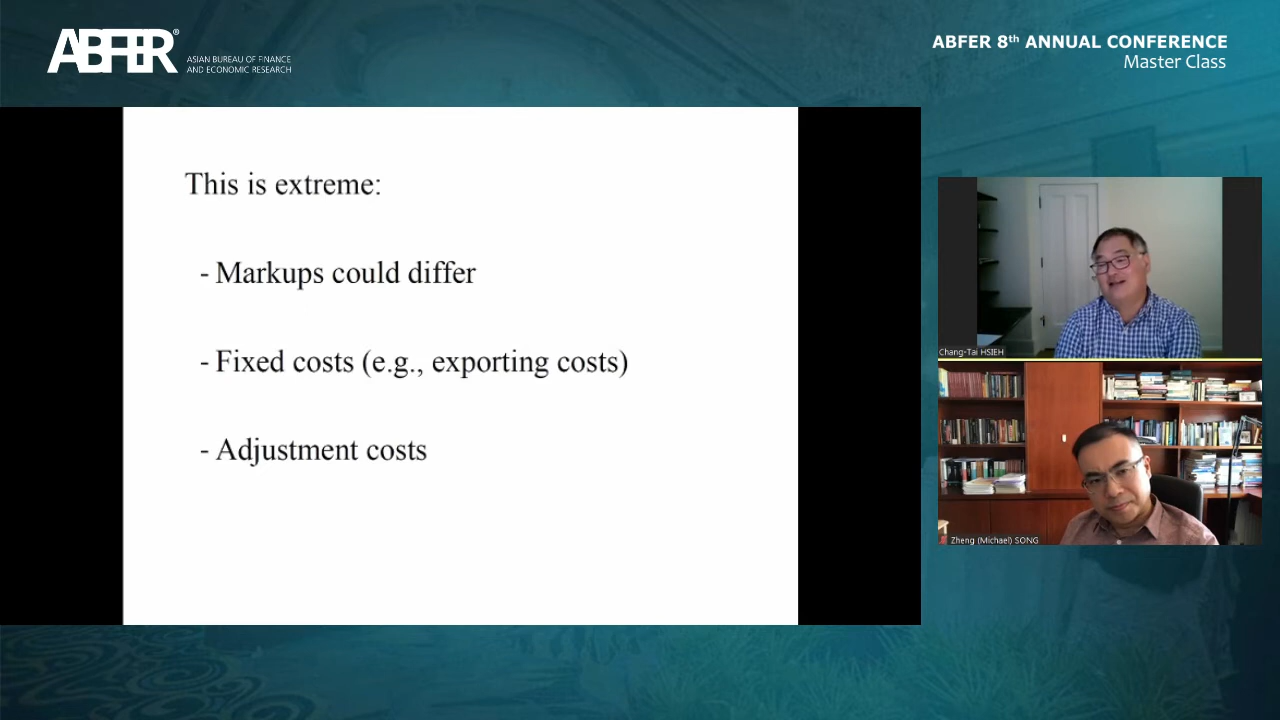 ABFER®
ASIAN BUREAU OF FINANCE
AND ECONOMIC RESEARCH
ABFER 8th ANNUAL CONFERENCE
Master Class
This is extreme:
- Markups could differ
- Fixed costs (e.g., exporting costs)
- Adjustment costs
Chang-Tai HSIEH
Zheng (Michael) SONG